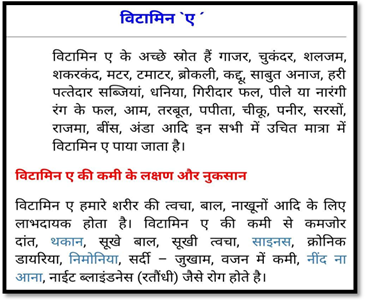 विटामिन `ए ´
विटामिन ए के अच्छे स्रोत हैं गाजर, चुकंदर, शलजम,
शकरकंद, मटर, टमाटर, ब्रोकली, कद्दू, साबुत अनाज, हरी
पत्तेदार सब्जियां, धनिया, गिरीदार फल, पीले या नारंगी
रंग के फल, आम, तरबूत, पपीता, चीकू, पनीर, सरसों,
राजमा, बींस, अंडा आदि इन सभी में उचित मात्रा में
विटामिन ए पाया जाता है।
विटामिन ए की कमी के लक्षण और नुकसान
विटामिन ए हमारे शरीर की त्वचा, बाल, नाखूनों आदि के लिए
लाभदायक होता है। विटामिन ए की कमी से कमजोर
दांत, थकान, सूखे बाल, सूखी त्वचा, साइनस, क्रोनिक
डायरिया, निमोनिया, सर्दी – जुखाम, वजन में कमी, नींद ना
आना, नाईट ब्लाइंडनेस (रतौंधी) जैसे रोग होते है।